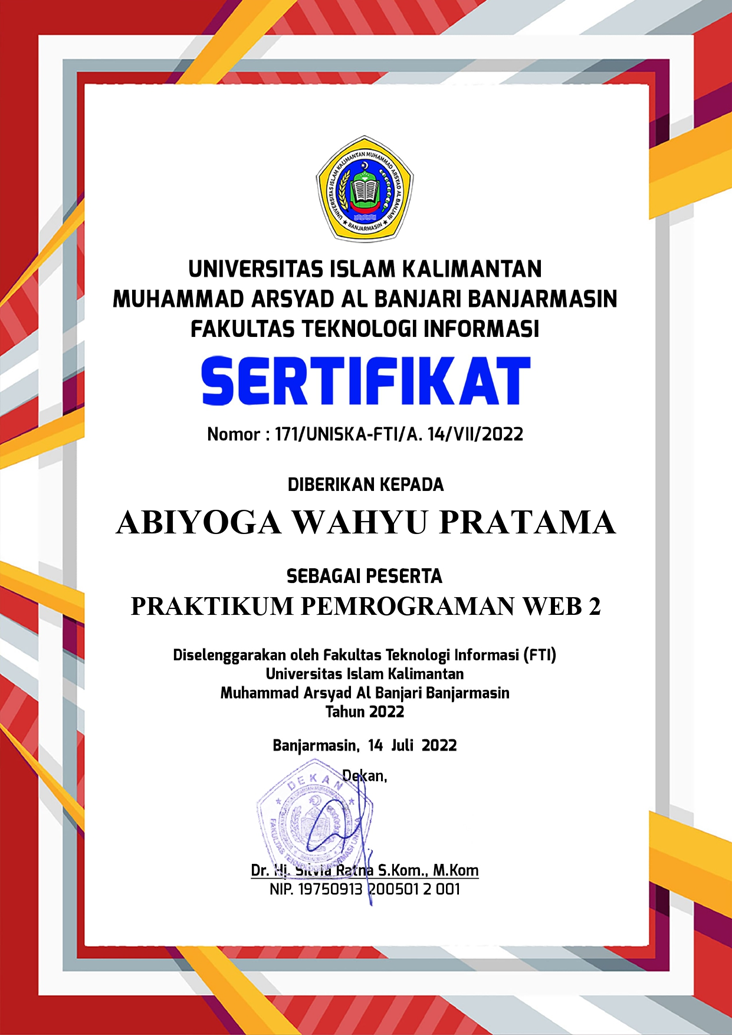 UNIVERSITAS ISLAM KALIMANTAN MUHAMMAD ARSYAD AL BANJARI
★ BANJARMASIN ★
UNIVERSITAS ISLAM KALIMANTAN
MUHAMMAD ARSYAD AL BANJARI BANJARMASIN
FAKULTAS TEKNOLOGI INFORMASI
SERTIFIKAT
Nomor : 171/UNISKA-FTI/A. 14/VII/2022
DIBERIKAN KEPADA
ABIYOGA WAHYU PRATAMA
SEBAGAI PESERTA
PRAKTIKUM PEMROGRAMAN WEB 2
Diselenggarakan oleh Fakultas Teknologi Informasi (FTI)
Universitas Islam Kalimantan
Muhammad Arsyad Al Banjari Banjarmasin
Tahun 2022
Banjarmasin, 14 Juli 2022
Dekan,
DEKAN
Dr. Hj. Silvia Ratna S.Kom., M.Kom
NIP. 19750913 200501 2 001